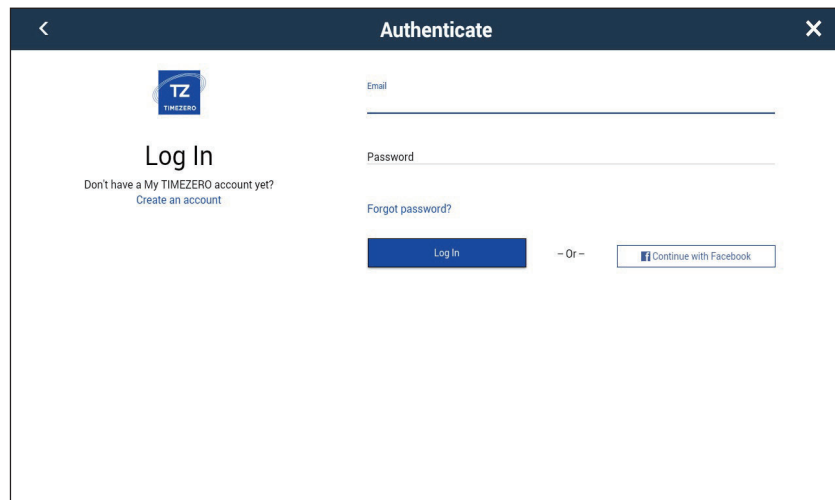 Authenticate
TZ
TIMEZERO
Log In
Don't have a My TIMEZERO account yet?
Create an account
Email
Password
Forgot password?
Log In
– Or –
Continue with Facebook